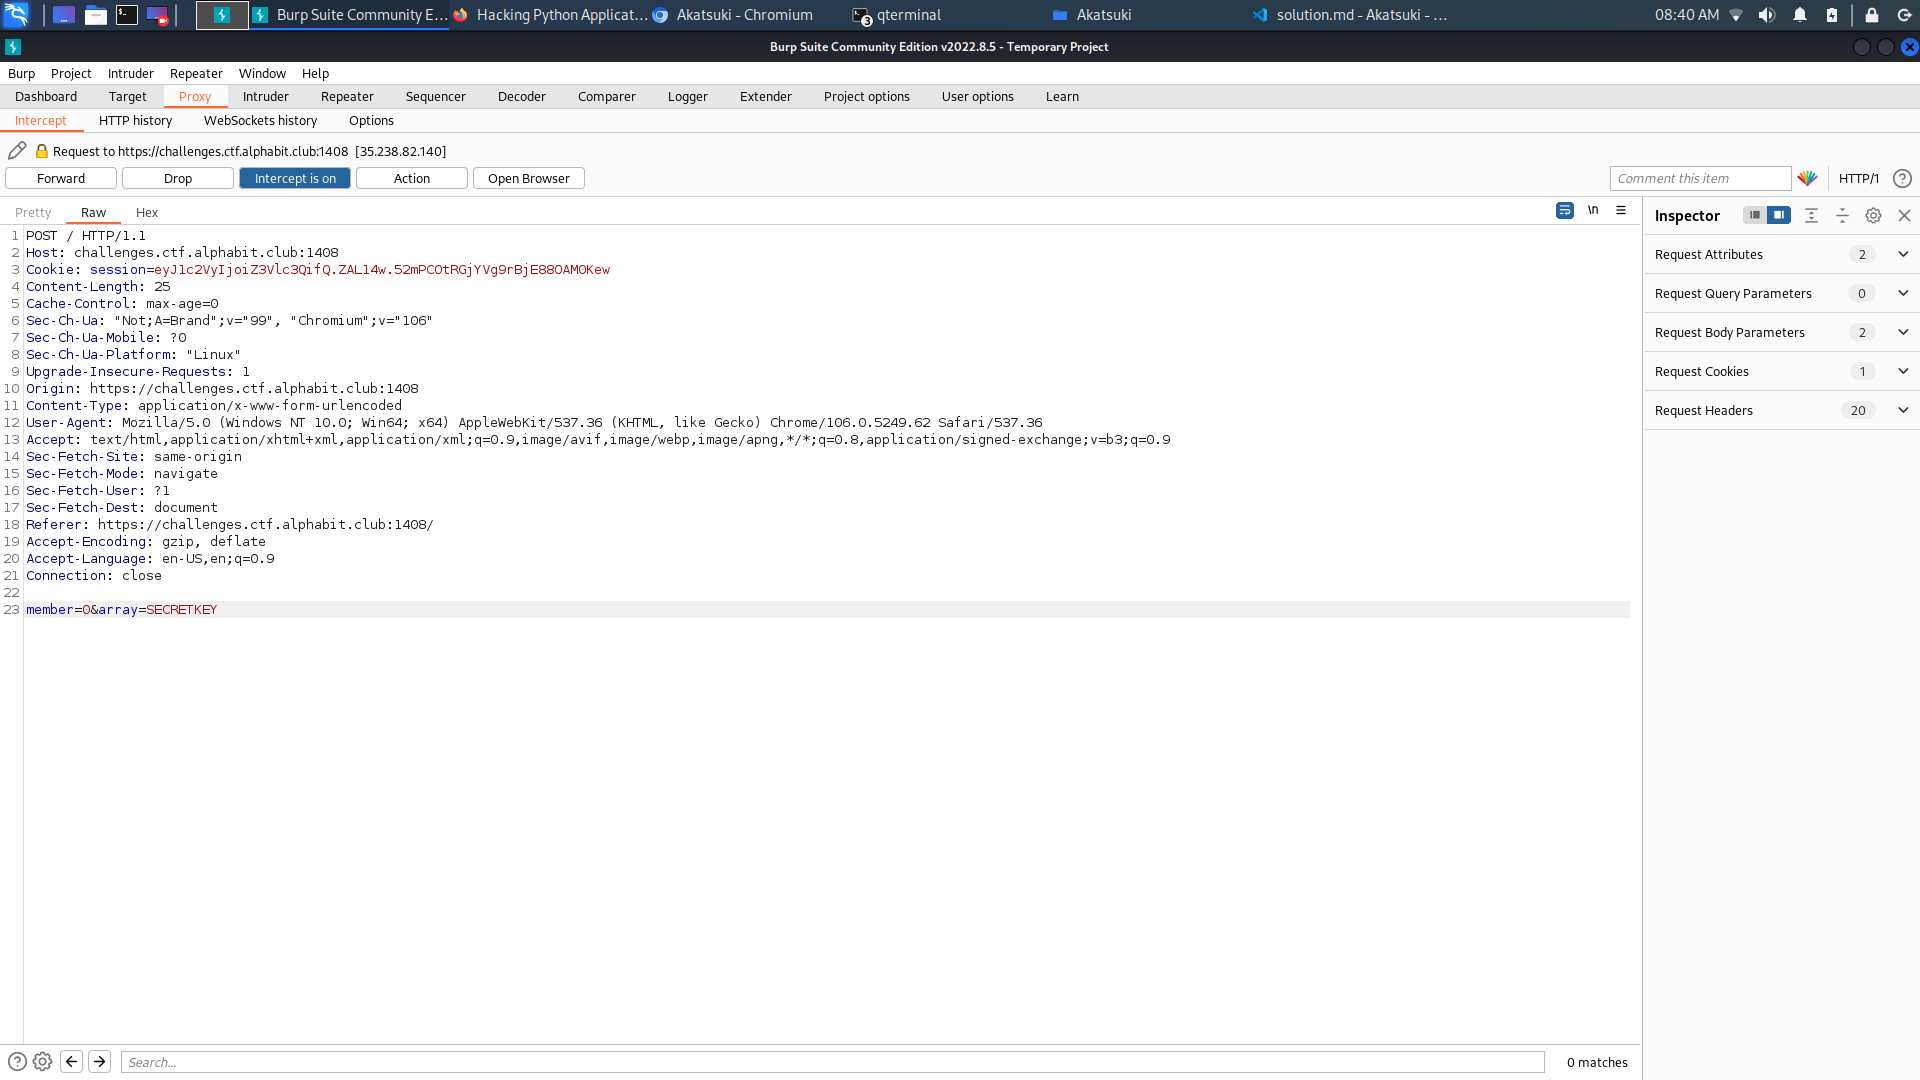 Burp Suite Community E...
Hacking Python Applicat...
Akatsuki - Chromium
3
qterminal
Akatsuki
solution.md - Akatsuki - ...
08:40 AM
Burp Suite Community Edition v2022.8.5 - Temporary Project
Burp Project Intruder Repeater Window Help
Dashboard Target Proxy Intruder Repeater Sequencer Decoder Comparer Logger Extender Project options User options Learn
Intercept HTTP history WebSockets history Options
Request to https://challenges.ctf.alphabit.club:1408 [35.238.82.140]
Forward Drop Intercept is on Action Open Browser
Comment this item
HTTP/1
Pretty Raw Hex
\n
1 POST / HTTP/1.1
2 Host: challenges.ctf.alphabit.club:1408
3 Cookie: session=eyJ1c2VyIjoiZ3Vlc3QifQ.ZAL14w.52mPCOtRGjYVg9rBjE88OAMOKew
4 Content-Length: 25
5 Cache-Control: max-age=0
6 Sec-Ch-Ua: "Not;A=Brand";v="99", "Chromium";v="106"
7 Sec-Ch-Ua-Mobile: ?0
8 Sec-Ch-Ua-Platform: "Linux"
9 Upgrade-Insecure-Requests: 1
10 Origin: https://challenges.ctf.alphabit.club:1408
11 Content-Type: application/x-www-form-urlencoded
12 User-Agent: Mozilla/5.0 (Windows NT 10.0; Win64; x64) AppleWebKit/537.36 (KHTML, like Gecko) Chrome/106.0.5249.62 Safari/537.36
13 Accept: text/html,application/xhtml+xml,application/xml;q=0.9,image/avif,image/webp,image/apng,*/*;q=0.8,application/signed-exchange;v=b3;q=0.9
14 Sec-Fetch-Site: same-origin
15 Sec-Fetch-Mode: navigate
16 Sec-Fetch-User: ?1
17 Sec-Fetch-Dest: document
18 Referer: https://challenges.ctf.alphabit.club:1408/
19 Accept-Encoding: gzip, deflate
20 Accept-Language: en-US,en;q=0.9
21 Connection: close
22
23 member=0&array=SECRETKEY
Inspector
Request Attributes 2
Request Query Parameters 0
Request Body Parameters 2
Request Cookies 1
Request Headers 20
Search...
0 matches